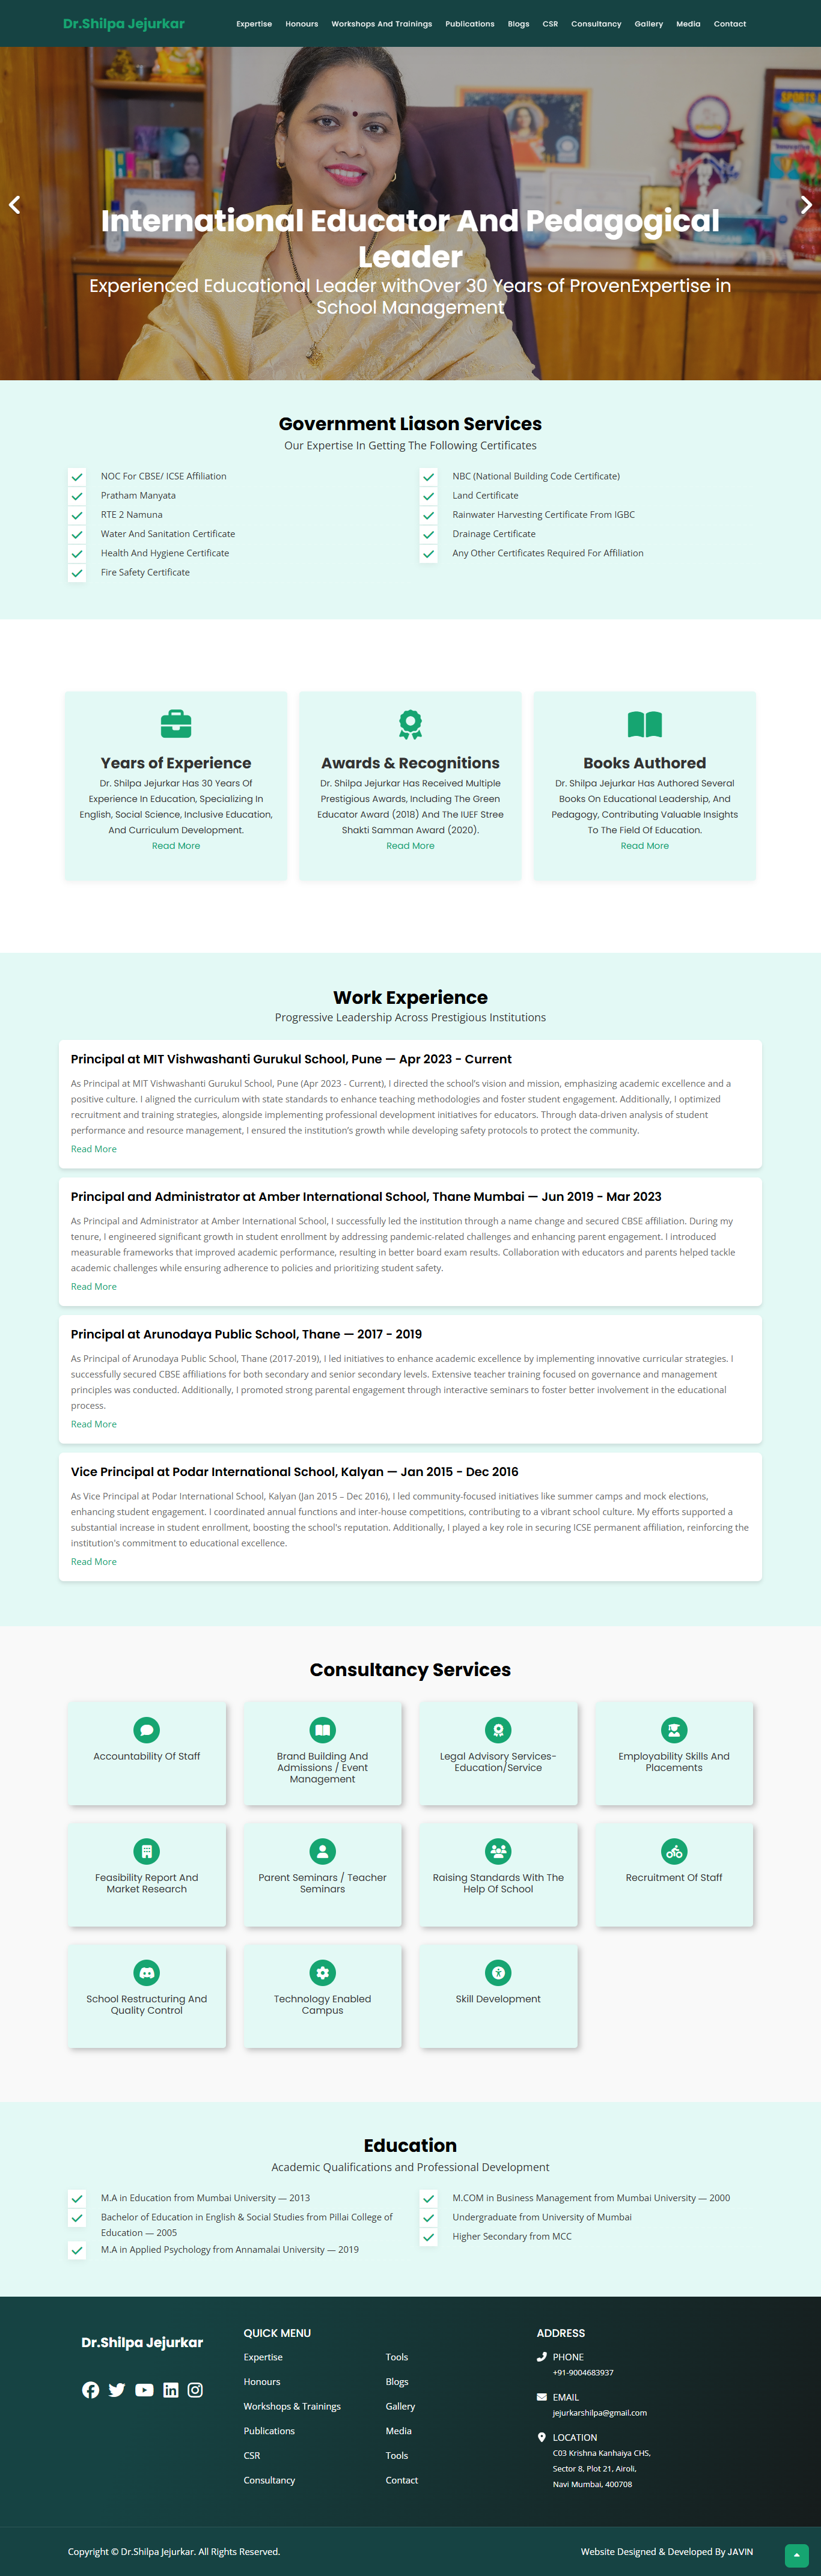 Dr.Shilpa Jejurkar
Expertise
Honours
Workshops And Trainings
Publications
Blogs
CSR
Consultancy
Gallery
Media
Contact
International Educator And Pedagogical
Leader
Experienced Educational Leader withOver 30 Years of ProvenExpertise in
School Management
Government Liason Services
Our Expertise In Getting The Following Certificates
NOC For CBSE/ ICSE Affiliation
Pratham Manyata
RTE 2 Namuna
Water And Sanitation Certificate
Health And Hygiene Certificate
Fire Safety Certificate
NBC (National Building Code Certificate)
Land Certificate
Rainwater Harvesting Certificate From IGBC
Drainage Certificate
Any Other Certificates Required For Affiliation
Years of Experience
Dr. Shilpa Jejurkar Has 30 Years Of
Experience In Education, Specializing In
English, Social Science, Inclusive Education,
And Curriculum Development.
Read More
Awards & Recognitions
Dr. Shilpa Jejurkar Has Received Multiple
Prestigious Awards, Including The Green
Educator Award (2018) And The IUEF Stree
Shakti Samman Award (2020).
Read More
Books Authored
Dr. Shilpa Jejurkar Has Authored Several
Books On Educational Leadership, And
Pedagogy, Contributing Valuable Insights
To The Field Of Education.
Read More
Work Experience
Progressive Leadership Across Prestigious Institutions
Principal at MIT Vishwashanti Gurukul School, Pune — Apr 2023 - Current
As Principal at MIT Vishwashanti Gurukul School, Pune (Apr 2023 - Current), I directed the school's vision and mission, emphasizing academic excellence and a
positive culture. I aligned the curriculum with state standards to enhance teaching methodologies and foster student engagement. Additionally, I optimized
recruitment and training strategies, alongside implementing professional development initiatives for educators. Through data-driven analysis of student
performance and resource management, I ensured the institution's growth while developing safety protocols to protect the community.
Read More
Principal and Administrator at Amber International School, Thane Mumbai — Jun 2019 - Mar 2023
As Principal and Administrator at Amber International School, I successfully led the institution through a name change and secured CBSE affiliation. During my
tenure, I engineered significant growth in student enrollment by addressing pandemic-related challenges and enhancing parent engagement. I introduced
measurable frameworks that improved academic performance, resulting in better board exam results. Collaboration with educators and parents helped tackle
academic challenges while ensuring adherence to policies and prioritizing student safety.
Read More
Principal at Arunodaya Public School, Thane — 2017 - 2019
As Principal of Arunodaya Public School, Thane (2017-2019), I led initiatives to enhance academic excellence by implementing innovative curricular strategies. I
successfully secured CBSE affiliations for both secondary and senior secondary levels. Extensive teacher training focused on governance and management
principles was conducted. Additionally, I promoted strong parental engagement through interactive seminars to foster better involvement in the educational
process.
Read More
Vice Principal at Podar International School, Kalyan — Jan 2015 - Dec 2016
As Vice Principal at Podar International School, Kalyan (Jan 2015 – Dec 2016), I led community-focused initiatives like summer camps and mock elections,
enhancing student engagement. I coordinated annual functions and inter-house competitions, contributing to a vibrant school culture. My efforts supported a
substantial increase in student enrollment, boosting the school's reputation. Additionally, I played a key role in securing ICSE permanent affiliation, reinforcing the
institution's commitment to educational excellence.
Read More
Consultancy Services
Accountability Of Staff
Brand Building And
Admissions / Event
Management
Legal Advisory Services-
Education/Service
Employability Skills And
Placements
Feasibility Report And
Market Research
Parent Seminars / Teacher
Seminars
Raising Standards With The
Help Of School
Recruitment Of Staff
School Restructuring And
Quality Control
Technology Enabled
Campus
Skill Development
Education
Academic Qualifications and Professional Development
M.A in Education from Mumbai University — 2013
Bachelor of Education in English & Social Studies from Pillai College of
Education — 2005
M.A in Applied Psychology from Annamalai University — 2019
M.COM in Business Management from Mumbai University — 2000
Undergraduate from University of Mumbai
Higher Secondary from MCC
Dr.Shilpa Jejurkar
QUICK MENU
Expertise
Honours
Workshops & Trainings
Publications
CSR
Consultancy
Tools
Blogs
Gallery
Media
Tools
Contact
ADDRESS
PHONE
+91-9004683937
EMAIL
jejurkarshilpa@gmail.com
LOCATION
C03 Krishna Kanhaiya CHS,
Sector 8, Plot 21, Airoli,
Navi Mumbai, 400708
Copyright © Dr.Shilpa Jejurkar. All Rights Reserved.
Website Designed & Developed By JAVIN